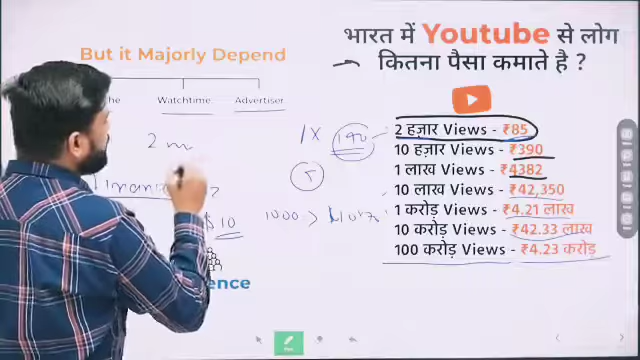 भारत में Youtube से लोग
कितना पैसा कमाते है ?
But it Majorly Depend
Watchtime
Advertiser
2 m
1x 190
5
$ 10 1000 >
2 हज़ार Views - ₹85
10 हज़ार Views - ₹390
1 लाख Views - ₹4382
10 लाख Views - ₹42,350
1 करोड़ Views - ₹4.21 लाख
10 करोड़ Views - ₹42.33 लाख
100 करोड़ Views - ₹4.23 करोड़